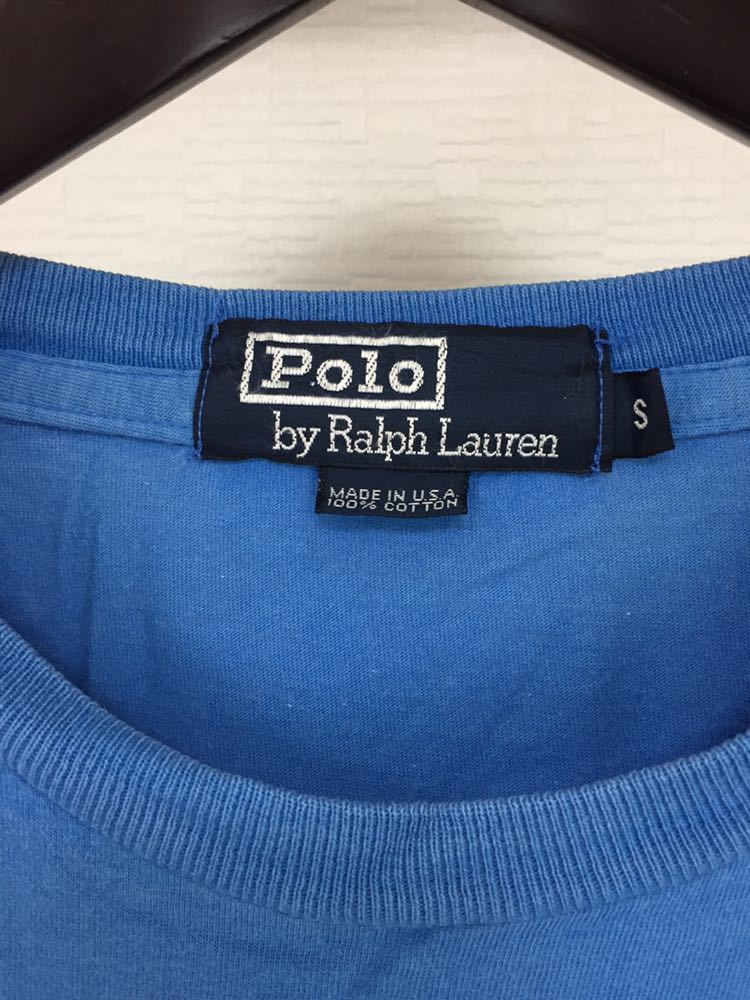 Polo
by Ralph Lauren
S
MADE IN U.S.A.
100% COTTON